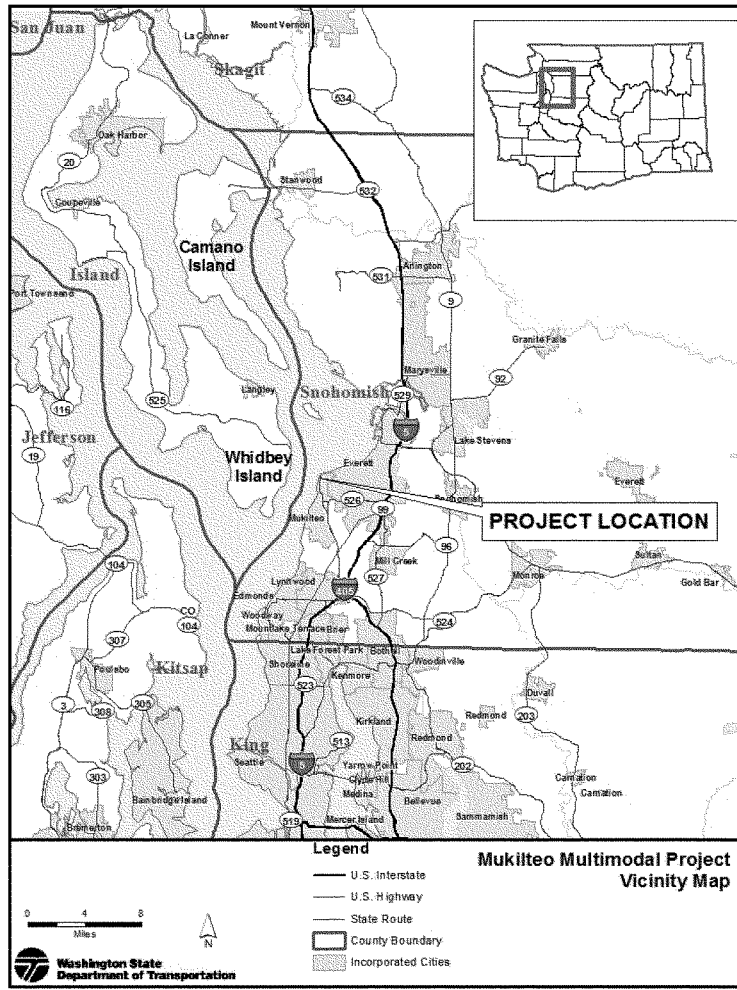 San Juan
La Conner
Mount Vernon
Skagit
534
Oak Harbor
20
Stanwood
532
Coupeville
Camano
Island
Island
Arlington
531
9
Port Townsend
Granite Falls
Marysville
92
Langley
Snohomish
529
525
116
5
Jefferson
Lake Stevens
19
Whidbey
Island
Everett
Everett
526
99
Snohomish
Mukilteo
PROJECT LOCATION
96
Mill Creek
Sultan
527
Monroe
Gold Bar
104
Lynnwood
Edmonds
CO
104
Woodway
524
307
Mountlake Terrace
Brier
Lake Forest Park
Bothell
Poulsbo
Kitsap
Shoreline
Woodinville
Kenmore
523
Duvall
3
308
305
Kirkland
Redmond
203
King
513
Redmond
Seattle
5
Yarrow Point
202
303
Clyde Hill
Carnation
Medina
Carnation
Bainbridge Island
Bellevue
Bremerton
519
Mercer Island
Sammamish
Legend
U.S. Interstate
U.S. Highway
State Route
County Boundary
Incorporated Cities
Mukilteo Multimodal Project
Vicinity Map
0 4 8
Miles
N
Washington State
Department of Transportation